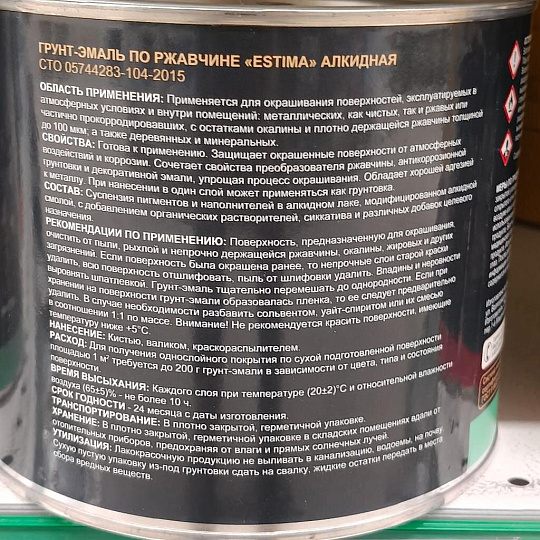 ГРУНТ-ЭМАЛЬ ПО РЖАВЧИНЕ «ESTIMA» АЛКИДНАЯ
СТО 05744283-104-2015
ОБЛАСТЬ ПРИМЕНЕНИЯ: Применяется для окрашивания поверхностей, эксплуатируемых в
атмосферных условиях и внутри помещений: металлических, как чистых, так и ржавых или
частично прокорродировавших, с остатками окалины и плотно держащейся ржавчины толщиной
до 100 мкм; а также деревянных и минеральных.
СВОЙСТВА: Готова к применению. Защищает окрашенные поверхности от атмосферных
воздействий и коррозии. Сочетает свойства преобразователя ржавчины, антикоррозионной
грунтовки и декоративной эмали, упрощая процесс окрашивания. Обладает хорошей адгезией
к металлу. При нанесении в один слой может применяться как грунтовка.
СОСТАВ: Суспензия пигментов и наполнителей в алкидном лаке, модифицированном алкидной
смолой, с добавлением органических растворителей, сиккатива и различных добавок целевого
назначения.
РЕКОМЕНДАЦИИ ПО ПРИМЕНЕНИЮ: Поверхность, предназначенную для окрашивания,
очистить от пыли, рыхлой и непрочно держащейся ржавчины, окалины, жировых и других
загрязнений. Если поверхность была окрашена ранее, то непрочные слои старой краски
удалить, всю поверхность отшлифовать, пыль от шлифовки удалить. Впадины и неровности
выровнять шпатлевкой. Грунт-эмаль тщательно перемешать до однородности. Если при
хранении на поверхности грунт-эмали образовалась пленка, то ее следует предварительно
удалить. В случае необходимости разбавить сольвентом, уайт-спиритом или их смесью
в соотношении 1:1 по массе. Внимание! Не рекомендуется красить поверхности, имеющие
температуру ниже +5°С.
НАНЕСЕНИЕ: Кистью, валиком, краскораспылителем.
РАСХОД: Для получения однослойного покрытия по сухой подготовленной поверхности
площадью 1 м² требуется до 200 г грунт-эмали в зависимости от цвета, типа и состояния
поверхности.
ВРЕМЯ ВЫСЫХАНИЯ: Каждого слоя при температуре (20±2)°С и относительной влажности
воздуха (65±5)% - не более 10 ч.
СРОК ГОДНОСТИ - 24 месяца с даты изготовления.
ТРАНСПОРТИРОВАНИЕ: В плотно закрытой, герметичной упаковке.
ХРАНЕНИЕ: В плотно закрытой, герметичной упаковке в складских помещениях вдали от
отопительных приборов, предохраняя от влаги и прямых солнечных лучей.
УТИЛИЗАЦИЯ: Лакокрасочную продукцию не выливать в канализацию, водоемы, на почву.
Сухую пустую упаковку из-под грунтовки сдать на свалку, жидкие остатки передать в места
сбора вредных веществ.